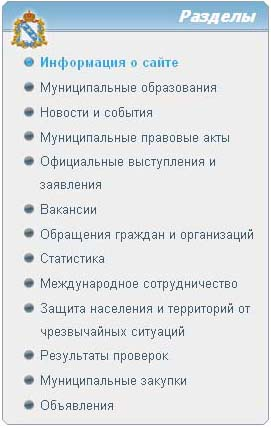 Разделы
Информация о сайте
Муниципальные образования
Новости и события
Муниципальные правовые акты
Официальные выступления и
заявления
Вакансии
Обращения граждан и организаций
Статистика
Международное сотрудничество
Защита населения и территорий от
чрезвычайных ситуаций
Результаты проверок
Муниципальные закупки
Объявления